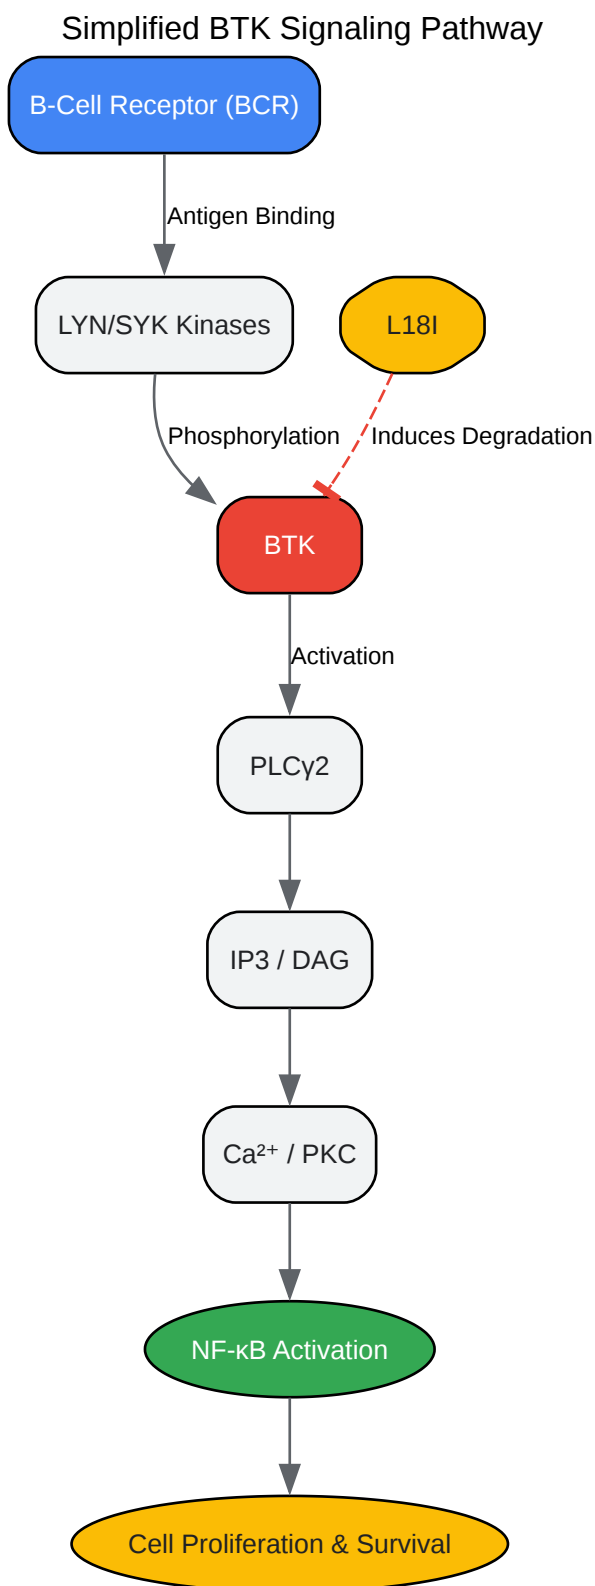 Simplified BTK Signaling Pathway
B-Cell Receptor (BCR)
Antigen Binding
LYN/SYK Kinases
L18I
Phosphorylation
Induces Degradation
BTK
Activation
PLCγ2
IP3 / DAG
Ca²⁺ / PKC
NF-κB Activation
Cell Proliferation & Survival